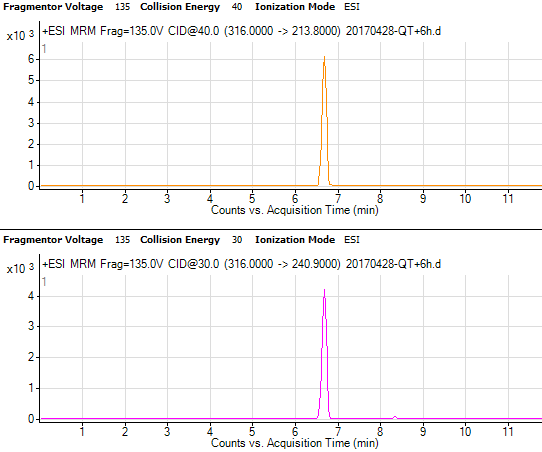 Fragmentor Voltage 135 Collision Energy 40 Ionization Mode ESI
x10 3 +ESI MRM Frag=135.0V CID@40.0 (316.0000 -> 213.8000) 20170428-QT+6h.d
1
6
5
4
3
2
1
0
1 2 3 4 5 6 7 8 9 10 11
Counts vs. Acquisition Time (min)
Fragmentor Voltage 135 Collision Energy 30 Ionization Mode ESI
x10 3 +ESI MRM Frag=135.0V CID@30.0 (316.0000 -> 240.9000) 20170428-QT+6h.d
1
4
3
2
1
0
1 2 3 4 5 6 7 8 9 10 11
Counts vs. Acquisition Time (min)